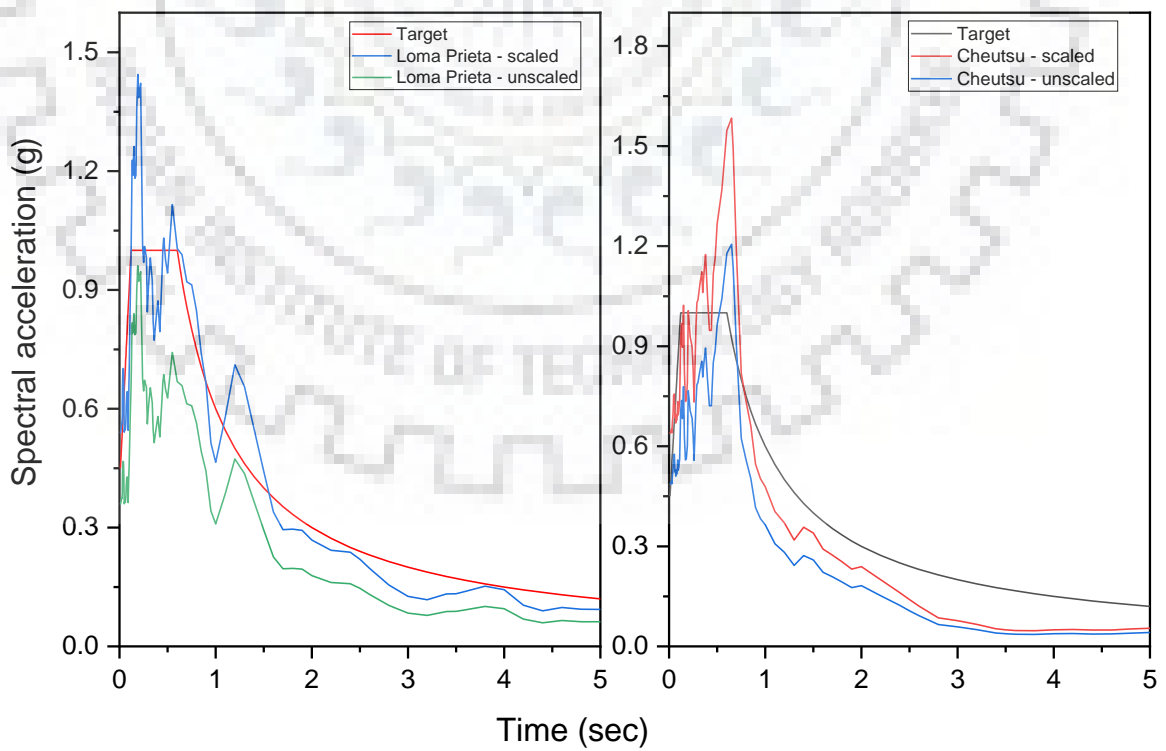 Target
Loma Prieta - scaled
Loma Prieta - unscaled
Target
Cheutsu - scaled
Cheutsu - unscaled
Spectral acceleration (g)
1.5
1.2
0.9
0.6
0.3
0.0
0 1 2 3 4 5
1.8
1.5
1.2
0.9
0.6
0.3
0.0
0 1 2 3 4 5
Time (sec)